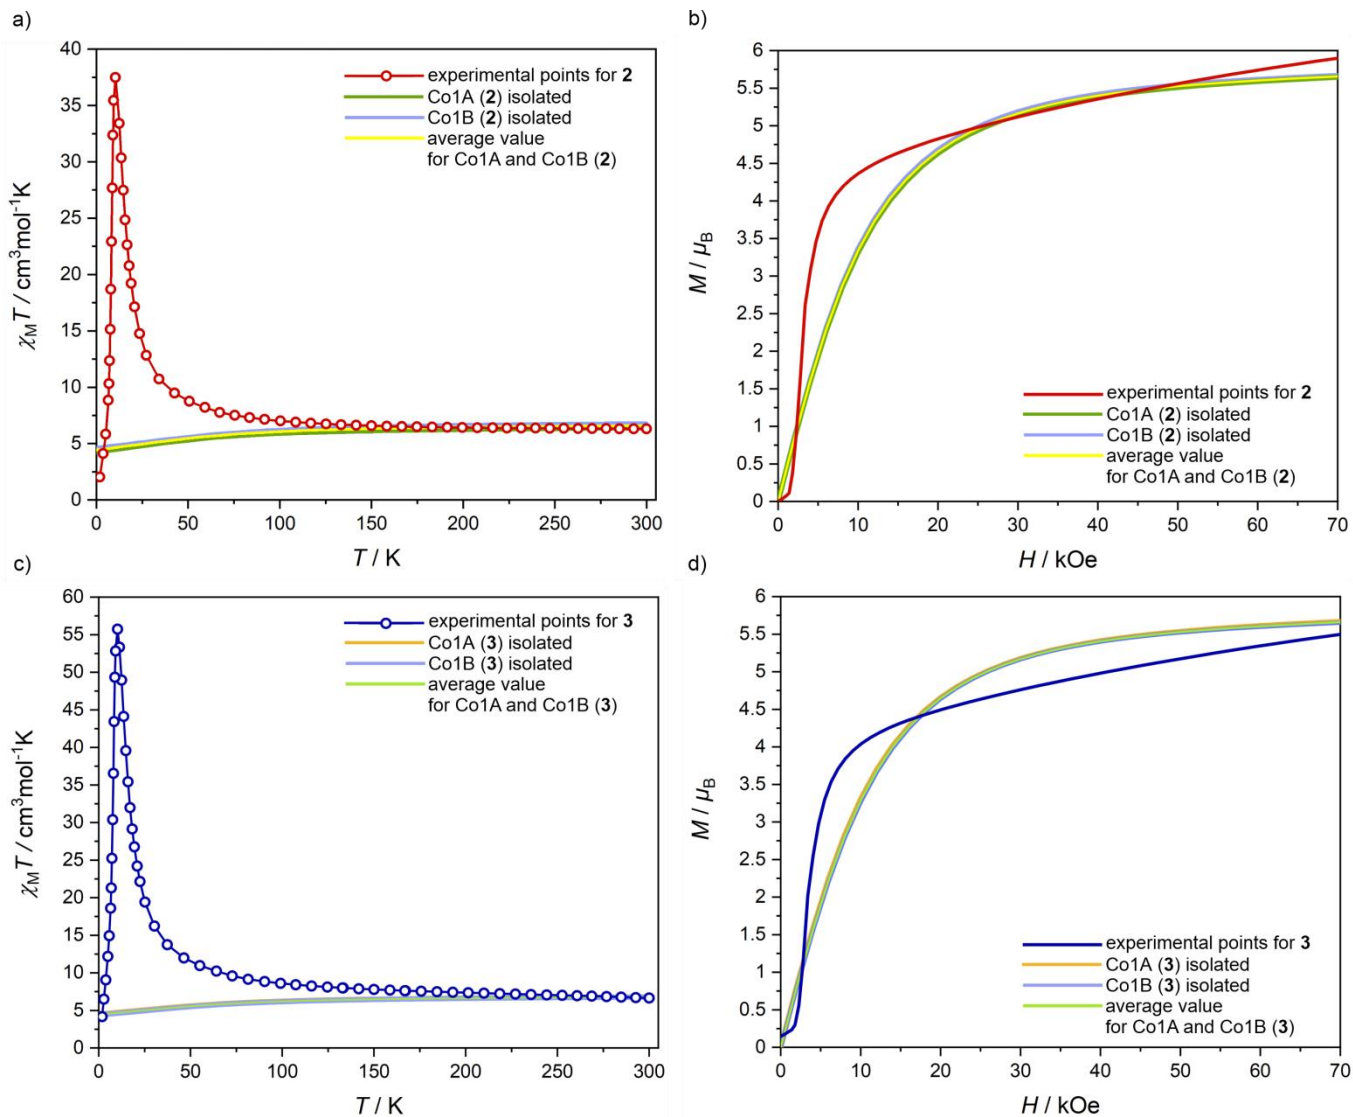 a)
χMT / cm³mol⁻¹K
40
35
30
25
20
15
10
5
0
experimental points for 2
Co1A (2) isolated
Co1B (2) isolated
average value
for Co1A and Co1B (2)
0 50 100 150 200 250 300
T / K
b)
M / μB
6
5.5
5
4.5
4
3.5
3
2.5
2
1.5
1
0.5
0
experimental points for 2
Co1A (2) isolated
Co1B (2) isolated
average value
for Co1A and Co1B (2)
0 10 20 30 40 50 60 70
H / kOe
c)
χMT / cm³mol⁻¹K
60
55
50
45
40
35
30
25
20
15
10
5
0
experimental points for 3
Co1A (3) isolated
Co1B (3) isolated
average value
for Co1A and Co1B (3)
0 50 100 150 200 250 300
T / K
d)
M / μB
6
5.5
5
4.5
4
3.5
3
2.5
2
1.5
1
0.5
0
experimental points for 3
Co1A (3) isolated
Co1B (3) isolated
average value
for Co1A and Co1B (3)
0 10 20 30 40 50 60 70
H / kOe